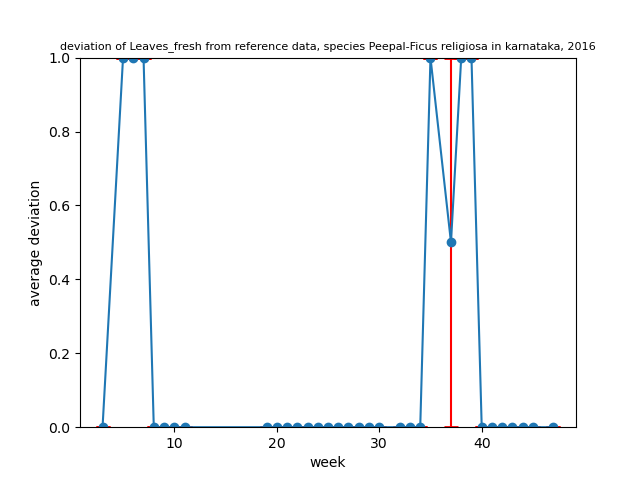 deviation of Leaves_fresh from reference data, species Peepal-Ficus religiosa in karnataka, 2016
1.0
0.8
0.6
0.4
0.2
0.0
average deviation
10 20 30 40
week